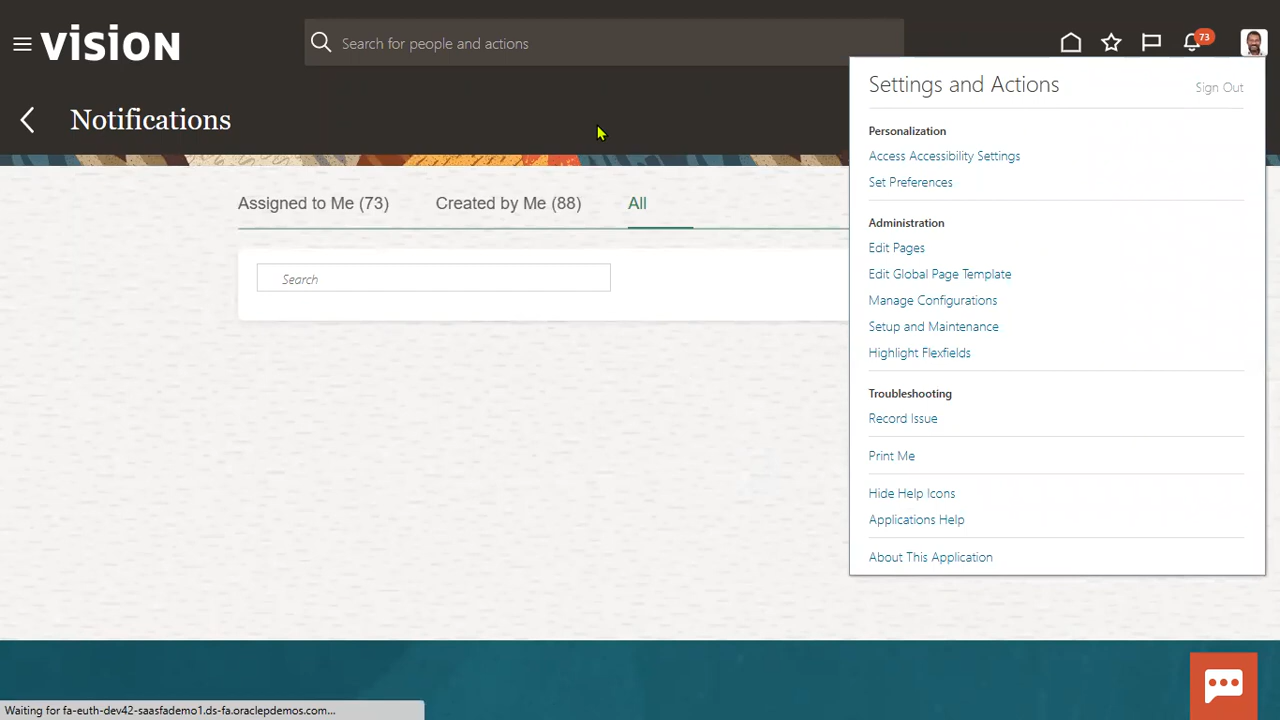 vision
Search for people and actions
73
Notifications
Settings and Actions
Sign Out
Personalization
Access Accessibility Settings
Set Preferences
Administration
Edit Pages
Edit Global Page Template
Manage Configurations
Setup and Maintenance
Highlight Flexfields
Troubleshooting
Record Issue
Print Me
Hide Help Icons
Applications Help
About This Application
Assigned to Me (73)
Created by Me (88)
All
Search
Waiting for fa-euth-dev42-saasfademo1.ds-fa.oraclepdemos.com...